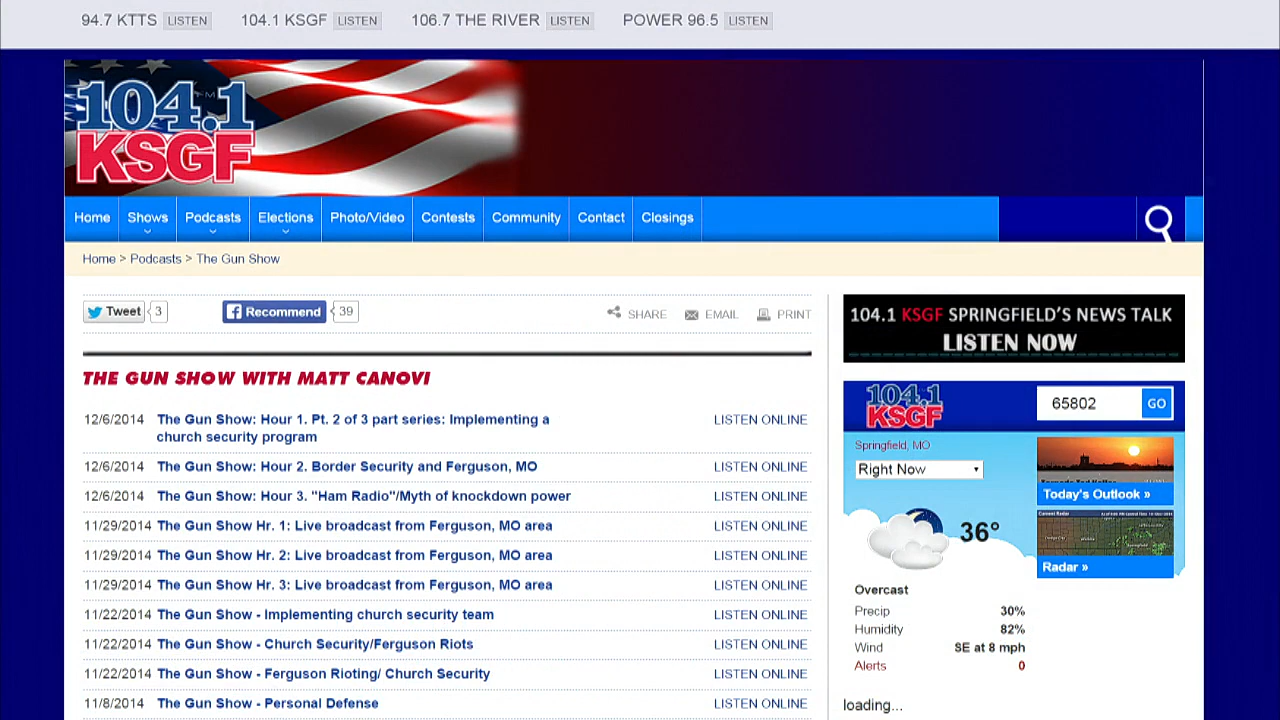 94.7 KTTS LISTEN 104.1 KSGF LISTEN 106.7 THE RIVER LISTEN POWER 96.5 LISTEN
104.1
KSGF
Home Shows Podcasts Elections Photo/Video Contests Community Contact Closings
Home > Podcasts > The Gun Show
Tweet 3 Recommend 39 SHARE EMAIL PRINT
THE GUN SHOW WITH MATT CANOVI
12/6/2014 The Gun Show: Hour 1. Pt. 2 of 3 part series: Implementing a LISTEN ONLINE
church security program
12/6/2014 The Gun Show: Hour 2. Border Security and Ferguson, MO LISTEN ONLINE
12/6/2014 The Gun Show: Hour 3. "Ham Radio"/Myth of knockdown power LISTEN ONLINE
11/29/2014 The Gun Show Hr. 1: Live broadcast from Ferguson, MO area LISTEN ONLINE
11/29/2014 The Gun Show Hr. 2: Live broadcast from Ferguson, MO area LISTEN ONLINE
11/29/2014 The Gun Show Hr. 3: Live broadcast from Ferguson, MO area LISTEN ONLINE
11/22/2014 The Gun Show - Implementing church security team LISTEN ONLINE
11/22/2014 The Gun Show - Church Security/Ferguson Riots LISTEN ONLINE
11/22/2014 The Gun Show - Ferguson Rioting/ Church Security LISTEN ONLINE
11/8/2014 The Gun Show - Personal Defense LISTEN ONLINE
104.1 KSGF SPRINGFIELD'S NEWS TALK
LISTEN NOW
104.1
KSGF
65802 GO
Springfield, MO
Right Now
Today's Outlook »
36°
Radar »
Overcast
Precip 30%
Humidity 82%
Wind SE at 8 mph
Alerts 0
loading...